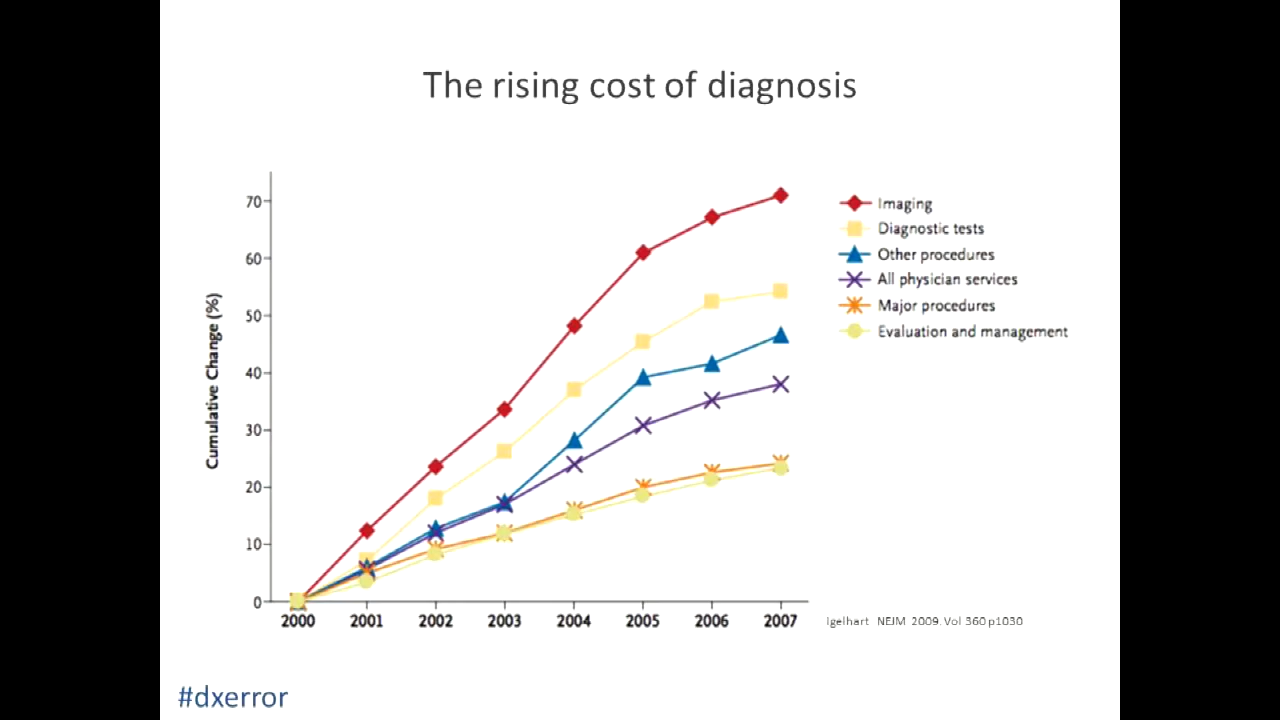 The rising cost of diagnosis
Cumulative Change (%)
70
60
50
40
30
20
10
0
2000 2001 2002 2003 2004 2005 2006 2007
Imaging
Diagnostic tests
Other procedures
All physician services
Major procedures
Evaluation and management
Igelhart NEJM 2009. Vol 360 p1030
#dxerror